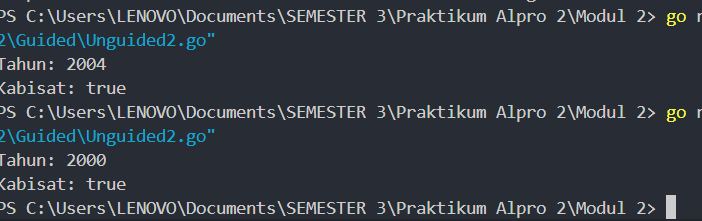 PS C:\Users\LENOVO\Documents\SEMESTER 3\Praktikum Alpro 2\Modul 2> go r
2\Guided\Unguided2.go"
Tahun: 2004
Kabisat: true
PS C:\Users\LENOVO\Documents\SEMESTER 3\Praktikum Alpro 2\Modul 2> go r
2\Guided\Unguided2.go"
Tahun: 2000
Kabisat: true
PS C:\Users\LENOVO\Documents\SEMESTER 3\Praktikum Alpro 2\Modul 2>